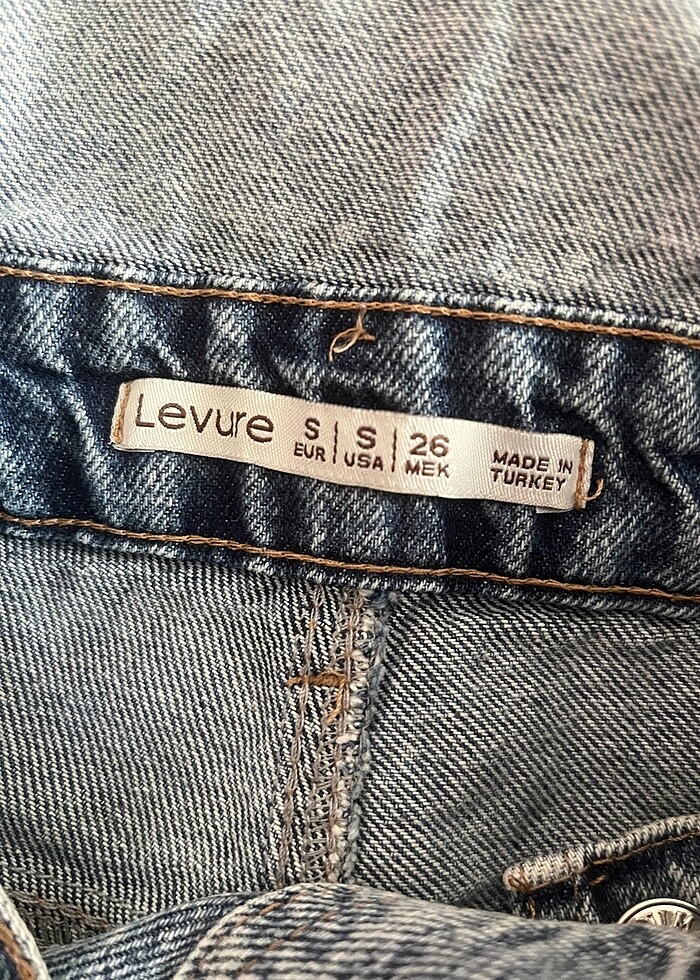 Levure S | S | 26 MADE IN
EUR USA MEK TURKEY